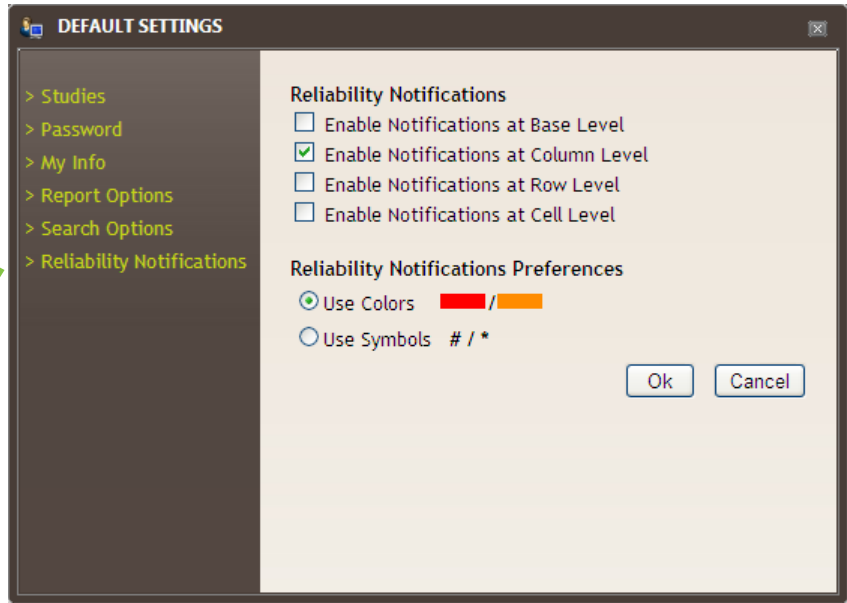 DEFAULT SETTINGS
> Studies
> Password
> My Info
> Report Options
> Search Options
> Reliability Notifications
Reliability Notifications
Enable Notifications at Base Level
Enable Notifications at Column Level
Enable Notifications at Row Level
Enable Notifications at Cell Level
Reliability Notifications Preferences
Use Colors /
Use Symbols # / *
Ok Cancel